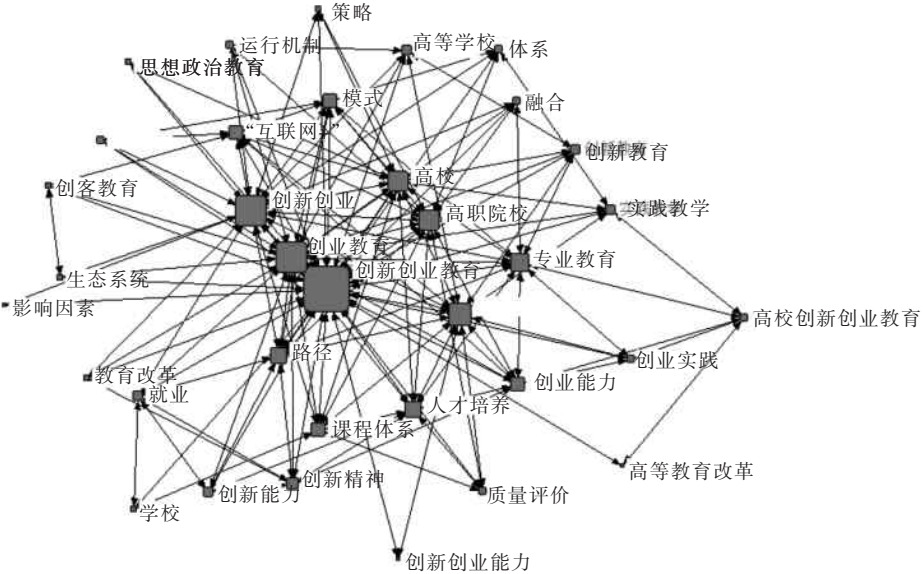 策略
运行机制
高等学校
体系
思想政治教育
模式
融合
“互联网+”
创新教育
高校
创客教育
创新创业
高职院校
实践教学
创业教育
专业教育
创新创业教育
生态系统
影响因素
高校创新创业教育
路径
创业实践
教育改革
创业能力
就业
人才培养
课程体系
高等教育改革
创新精神
创新能力
质量评价
学校
创新创业能力